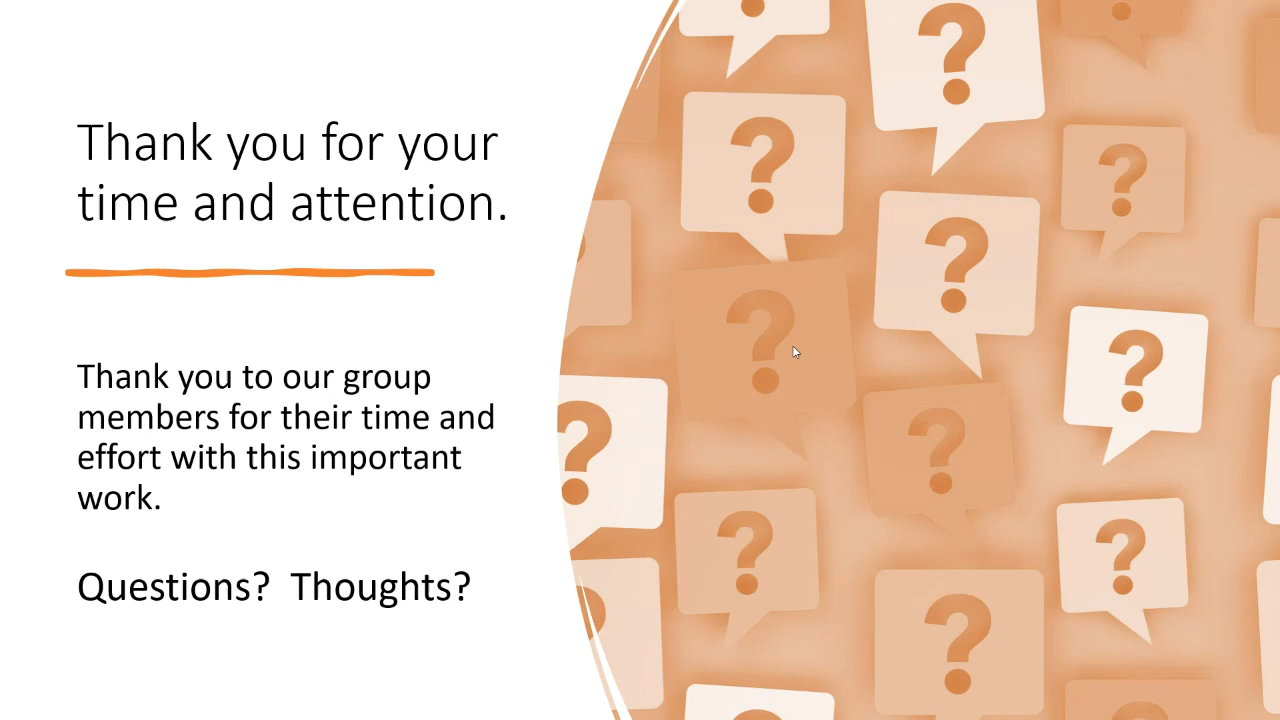 Thank you for your
time and attention.
Thank you to our group
members for their time and
effort with this important
work.
Questions?  Thoughts?
?
?
?
?
?
?
?
?
?
?
?
?
?